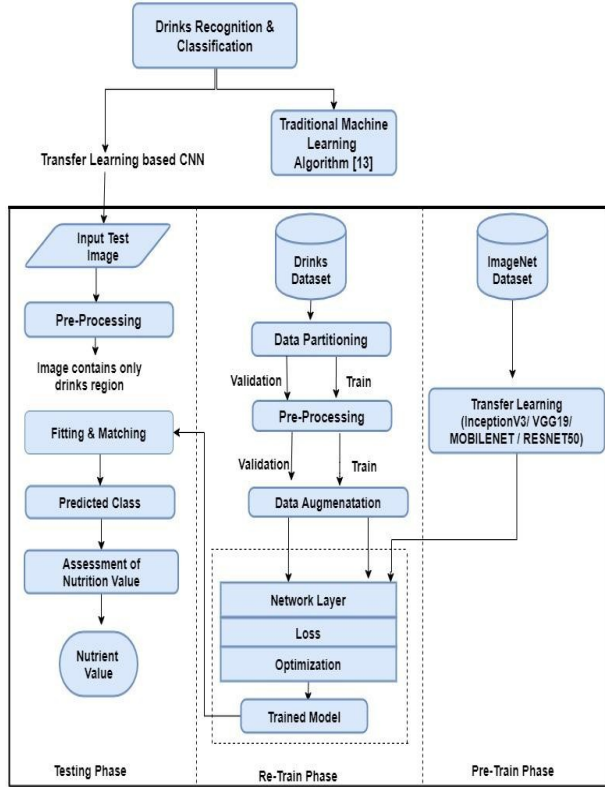 Drinks Recognition &
Classification
Transfer Learning based CNN
Traditional Machine
Learning
Algorithm [13]
Input Test
Image
Pre-Processing
Image contains only
drinks region
Fitting & Matching
Predicted Class
Assessment of
Nutrition Value
Nutrient
Value
Testing Phase
Drinks
Dataset
Data Partitioning
Validation
Train
Pre-Processing
Validation
Train
Data Augmenatation
Network Layer
Loss
Optimization
Trained Model
Re-Train Phase
ImageNet
Dataset
Transfer Learning
(InceptionV3/ VGG19/
MOBILENET / RESNET50)
Pre-Train Phase